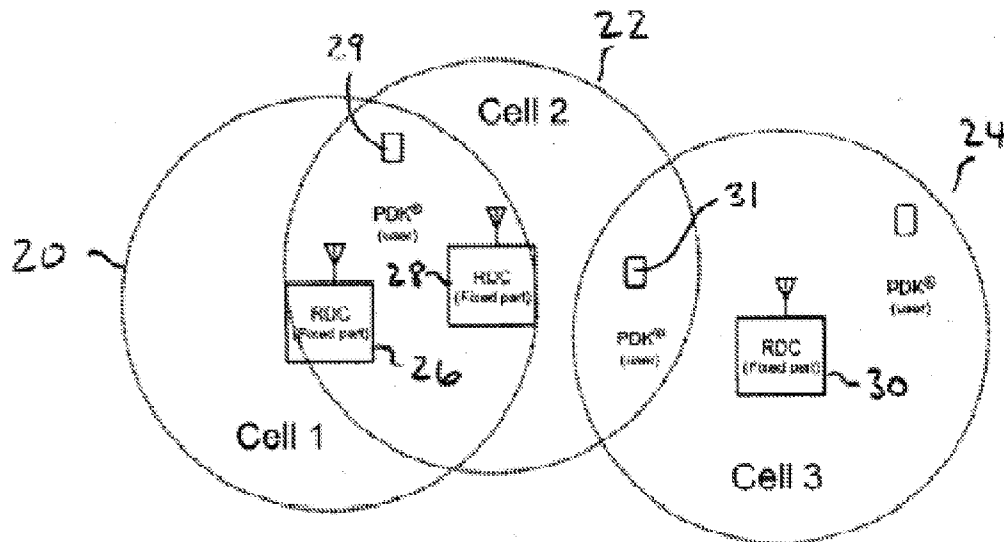 29
22
Cell 2
24
20
PDK®
(user)
28
RDC
(Fixed part)
31
RDC
(Fixed part)
26
PDK®
(user)
PDK®
(user)
RDC
(Fixed part)
30
Cell 1
Cell 3